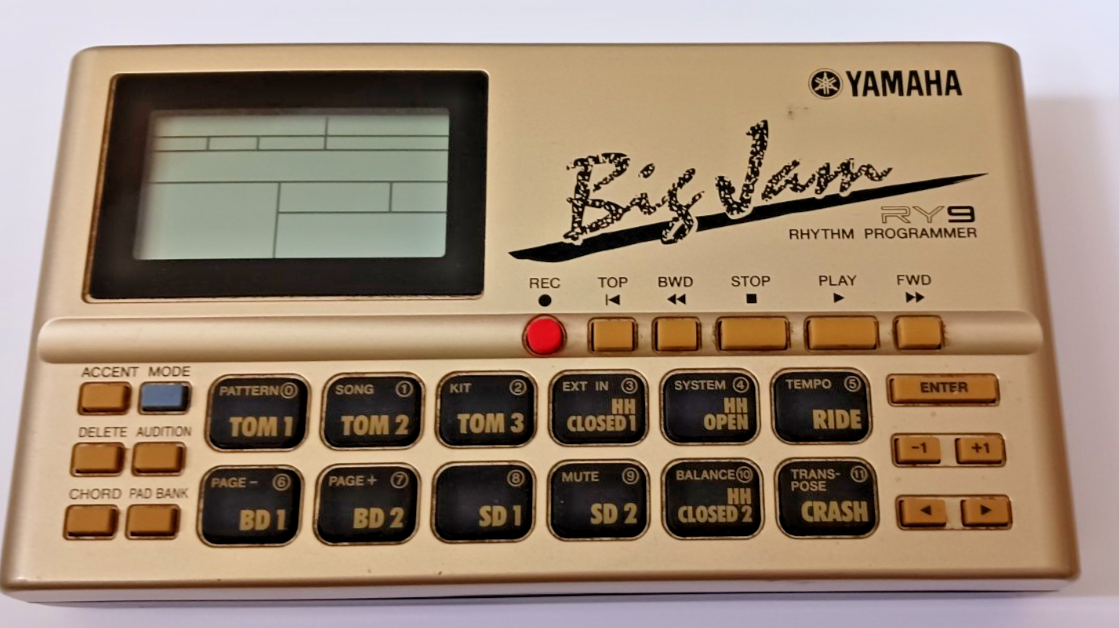 YAMAHA
Big Jam
RY9
RHYTHM PROGRAMMER
REC TOP BWD STOP PLAY FWD
ACCENT MODE
DELETE AUDITION
CHORD PAD BANK
PATTERN 0
TOM 1
SONG 1
TOM 2
KIT 2
TOM 3
EXT IN 3
HH
CLOSED 1
SYSTEM 4
HH
OPEN
TEMPO 5
RIDE
PAGE− 6
BD 1
PAGE+ 7
BD 2
8
SD 1
MUTE 9
SD 2
BALANCE 10
HH
CLOSED 2
TRANS-
POSE 11
CRASH
ENTER
−1 +1